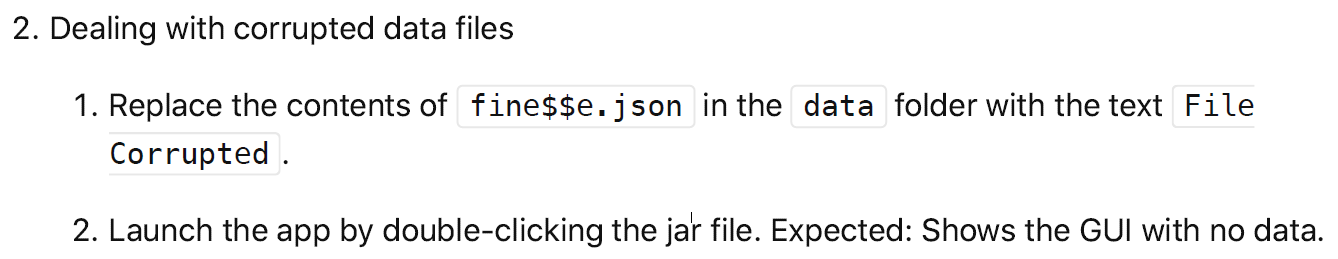 2. Dealing with corrupted data files
1. Replace the contents of fine$$e.json in the data folder with the text File
Corrupted .
2. Launch the app by double-clicking the jar file. Expected: Shows the GUI with no data.